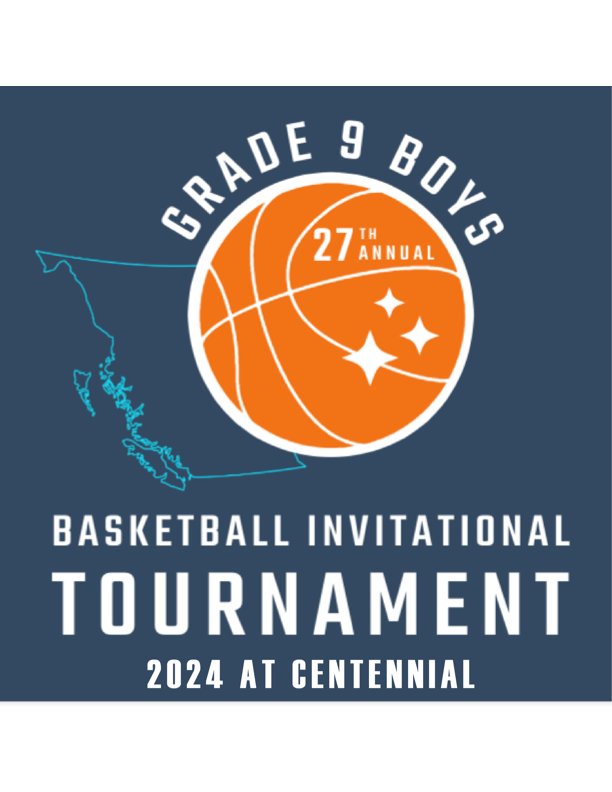 GRADE 9 BOYS
27TH ANNUAL
BASKETBALL INVITATIONAL
TOURNAMENT
2024 AT CENTENNIAL